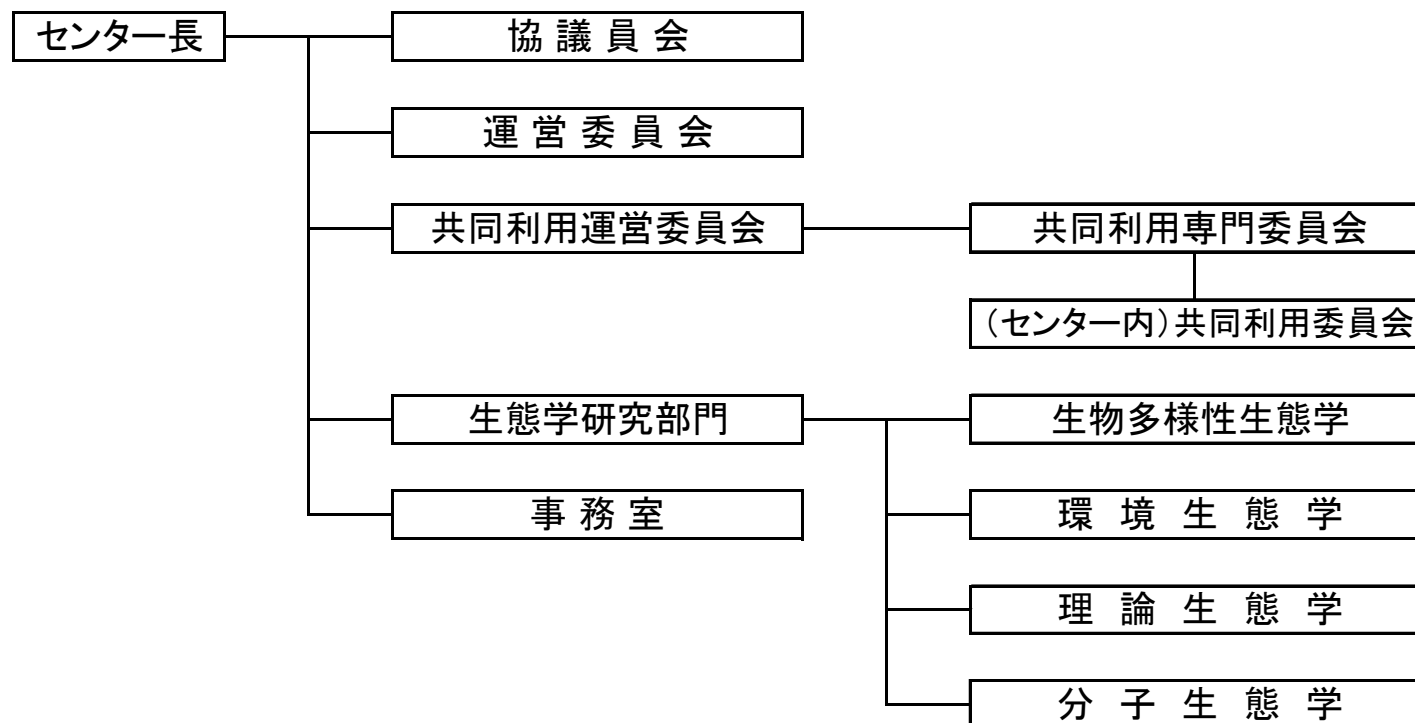 センター長
協議員会
運営委員会
共同利用運営委員会
共同利用専門委員会
（センター内）共同利用委員会
生態学研究部門
生物多様性生態学
事務室
環境生態学
理論生態学
分子生態学